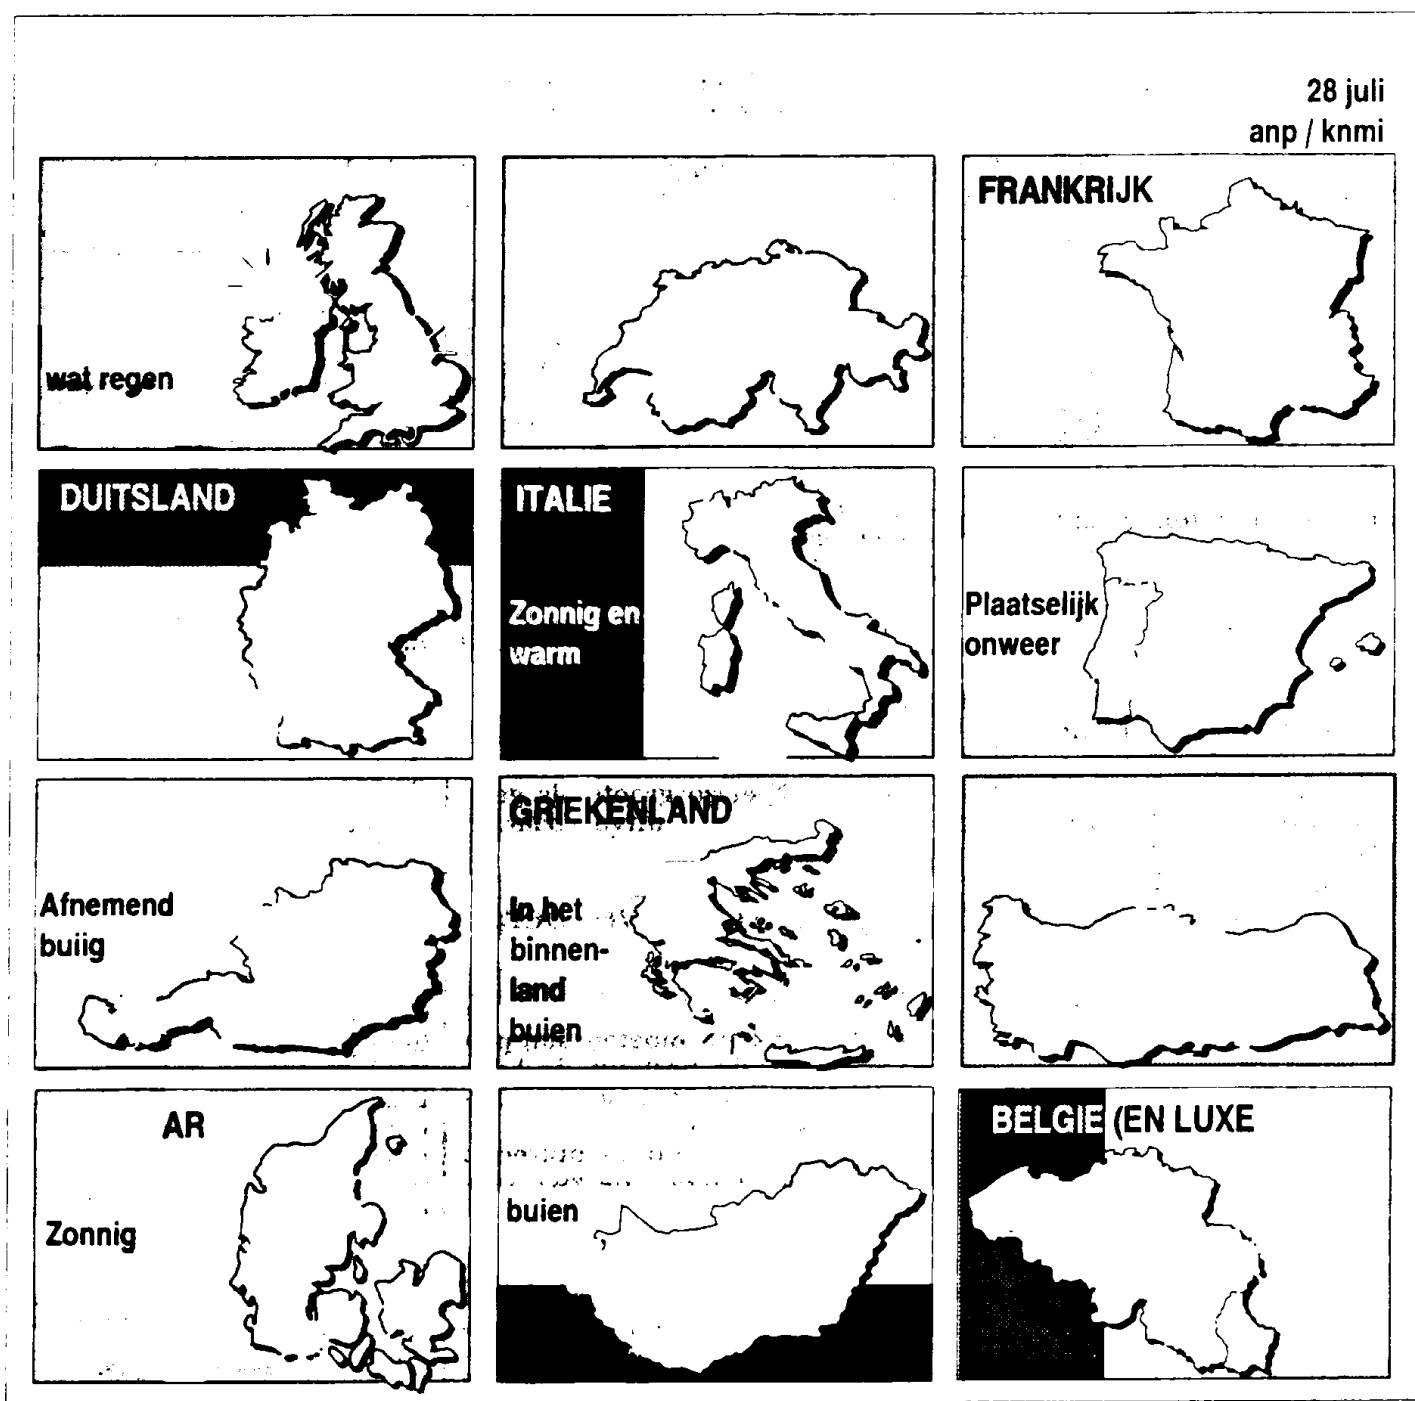 28 juli
anp / knmi
FRANKRIJK
wat regen
DUITSLAND
ITALIE
Zonnig en
warm
Plaatselijk
onweer
Afnemend
buiig
GRIEKENLAND
In het
binnen-
land
buien
AR
Zonnig
buien
BELGIE (EN LUXE